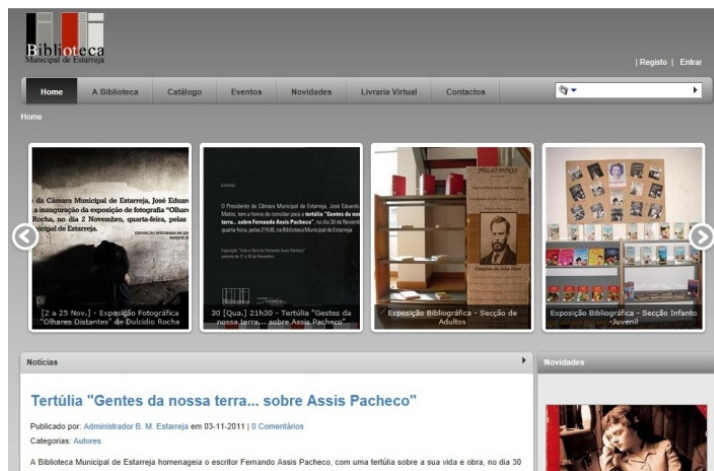 Biblioteca
Municipal de Estarreja
| Registo | Entrar
Home A Biblioteca Catálogo Eventos Novidades Livraria Virtual Contactos
Home
da Câmara Municipal de Estarreja, José Eduar
a inauguração da exposição de fotografia "Olhare
Rocha, no dia 2 Novembro, quarta-feira, pelas
nicipal de Estarreja.
[2 a 25 Nov.] - Exposição Fotográfica
"Olhares Distantes" de Dulcidio Rocha
O Presidente da Câmara Municipal de Estarreja, José Eduardo
Matos, tem a honra de convidar para a tertúlia "Gentes da nos
terra... sobre Fernando Assis Pacheco", no dia 30 de Novembro
quarta-feira, pelas 21h30, na Biblioteca Municipal de Estarreja.
30 [Qua.] 21h30 - Tertúlia "Gestes da
nossa terra... sobre Assis Pacheco"
Exposição Bibliográfica - Secção de
Adultos
Exposição Bibliográfica - Secção Infanto
-Juvenil
Notícias
Novidades
Tertúlia "Gentes da nossa terra... sobre Assis Pacheco"
Publicado por: Administrador B. M. Estarreja em 03-11-2011 | 0 Comentários
Categorias: Autores
A Biblioteca Municipal de Estarreja homenageia o escritor Fernando Assis Pacheco, com uma tertúlia sobre a sua vida e obra, no dia 30